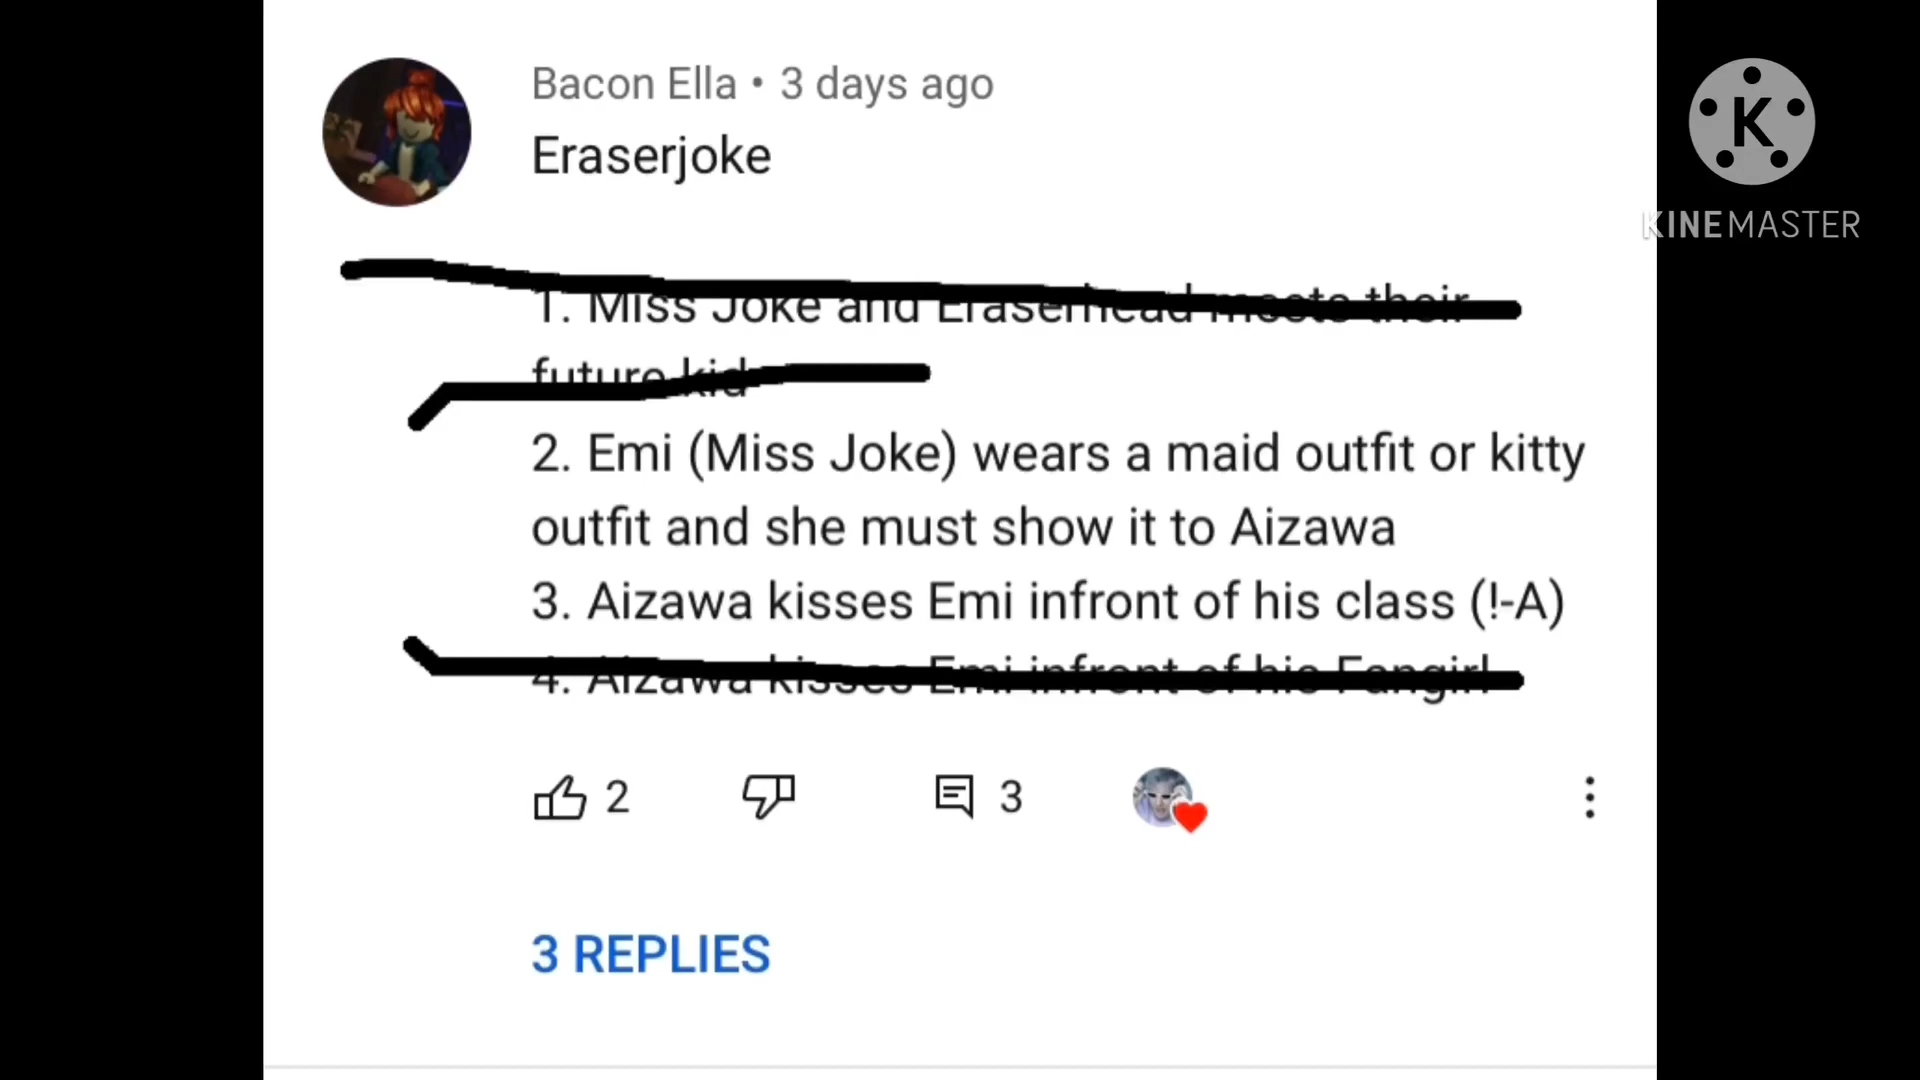 Bacon Ella • 3 days ago
Eraserjoke
1. Miss Joke and Eraserhead meets their
future kid
2. Emi (Miss Joke) wears a maid outfit or kitty
outfit and she must show it to Aizawa
3. Aizawa kisses Emi infront of his class (!-A)
4. Aizawa kisses Emi infront of his Fangirl
2
3
3 REPLIES
K
KINEMASTER